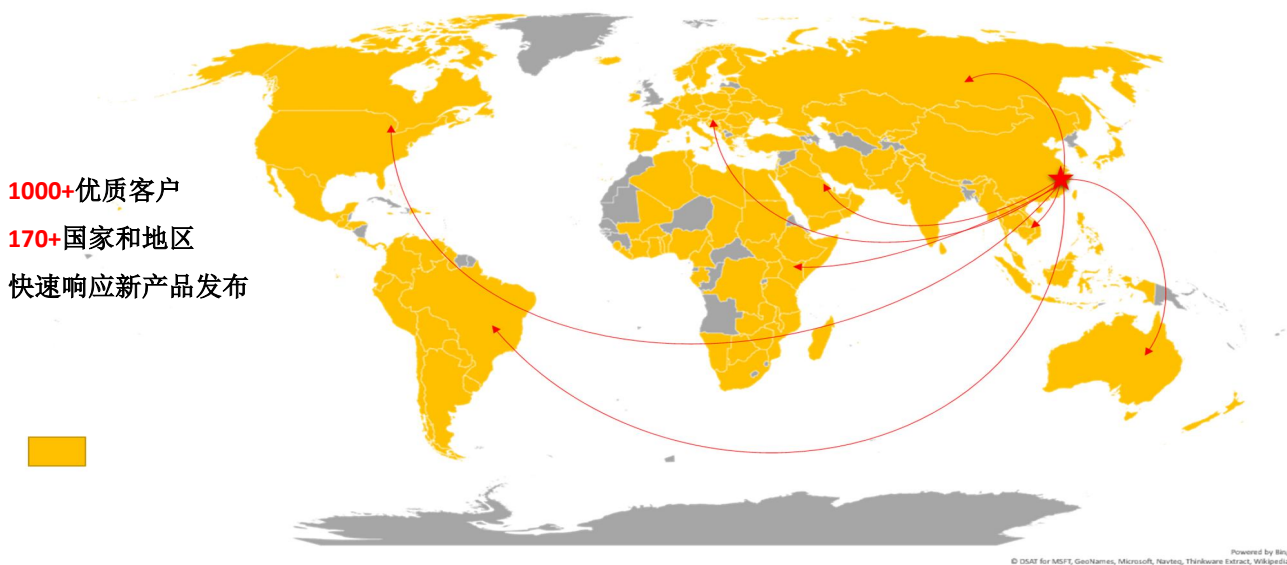 1000+优质客户
170+国家和地区
快速响应新产品发布
Powered by Bing
© DSAT for MSFT, GeoNames, Microsoft, Navteq, Thinkware Extract, Wikipedia